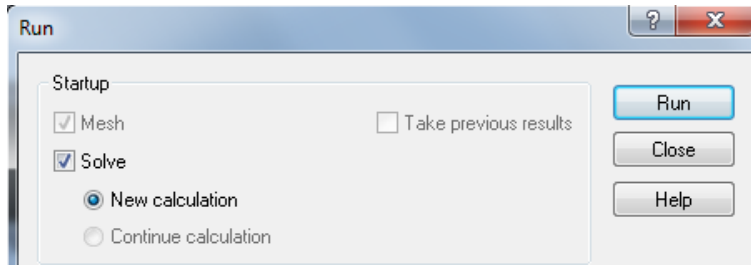 Run
?
X
Startup
Mesh
Take previous results
Solve
New calculation
Continue calculation
Run
Close
Help